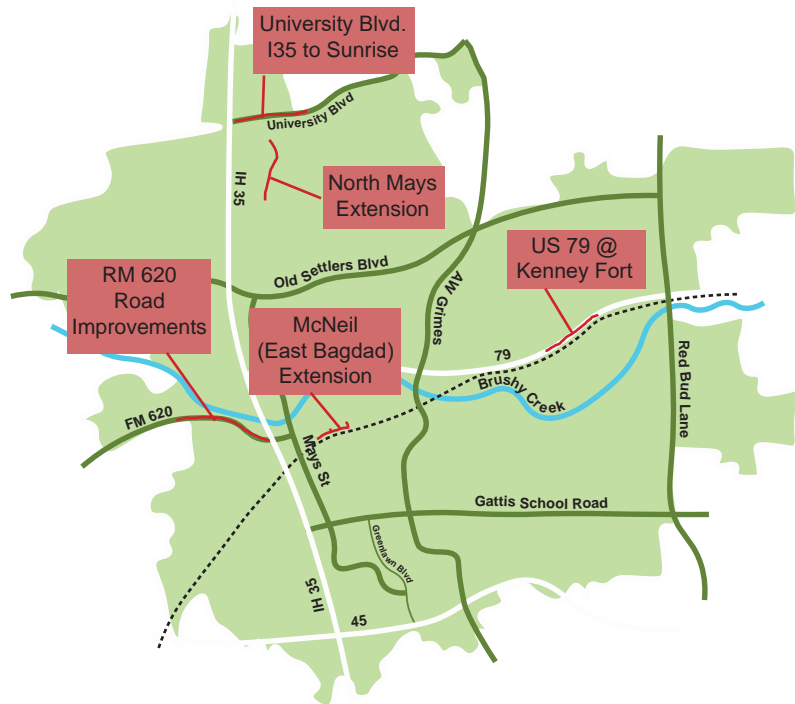 University Blvd.
I35 to Sunrise
University Blvd
IH 35
North Mays
Extension
US 79 @
Kenney Fort
Old Settlers Blvd
RM 620
Road
Improvements
AW Grimes
McNeil
(East Bagdad)
Extension
79
Brushy Creek
Red Bud Lane
FM 620
Mays St
Gattis School Road
Greenlawn Blvd
IH 35
45